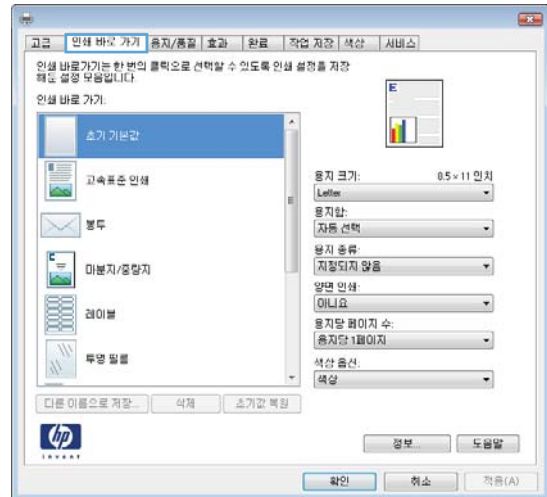 고급 인쇄 바로 가기 용지/품질 효과 완료 작업 저장 색상 서비스
인쇄 바로가기는 한 번의 클릭으로 선택할 수 있도록 인쇄 설정을 저장
해둔 설정 모음입니다.
인쇄 바로 가기:
초기 기본값
고속표준 인쇄
봉투
마분지/중량지
레이블
투명 필름
다른 이름으로 저장... 삭제 초기값 복원
E
용지 크기: 8.5 × 11 인치
Letter
용지함:
자동 선택
용지 종류:
지정되지 않음
양면 인쇄:
아니요
용지당 페이지 수:
용지당 1페이지
색상 옵션:
색상
hp
invent
정보... 도움말
확인 취소 적용(A)